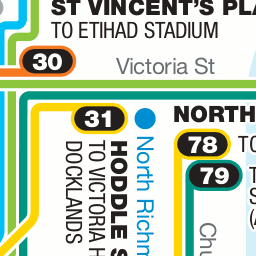 ST VINCENT'S PL
TO ETIHAD STADIUM
30
Victoria St
31
NORTH
78
TO
79
HODDLE S
TO VICTORIA H
DOCKLANDS
North Richm
Chu